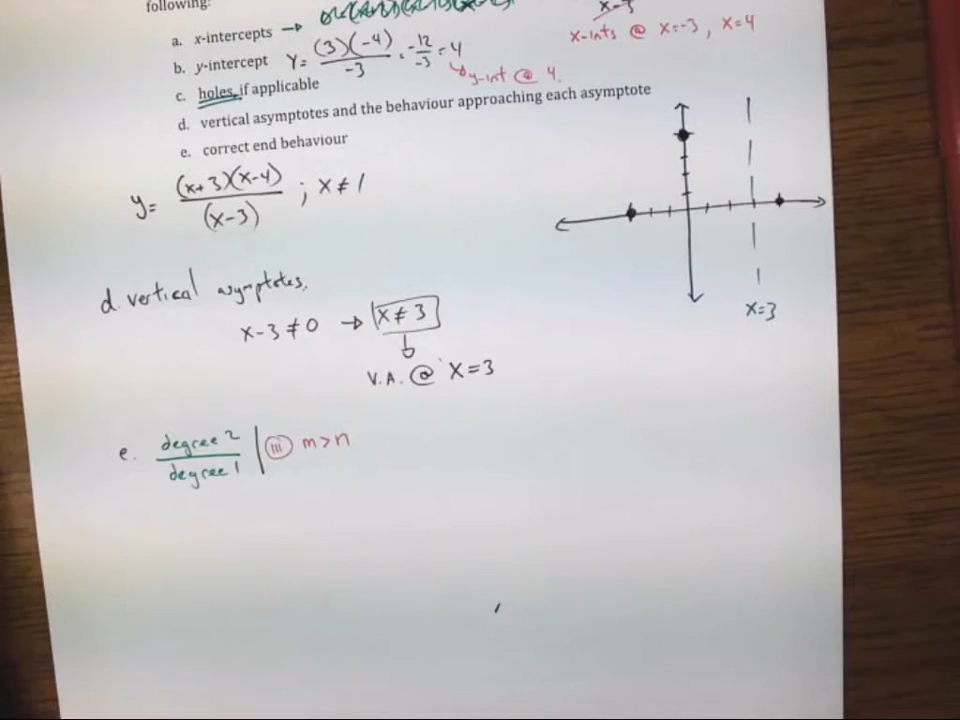 following:
a. x-intercepts →
x-3
x-ints @ x=-3, x=4
b. y-intercept y= (3)(-4)/-3 = -12/-3 = 4
↳ y-int @ 4.
c. holes, if applicable
d. vertical asymptotes and the behaviour approaching each asymptote
e. correct end behaviour
y= (x+3)(x-4)/(x-3) ; x≠1
d. vertical asymptotes.
x-3≠0 → x≠3
x=3
V.A. @ x=3
e. degree 2/degree 1 | iii m>n